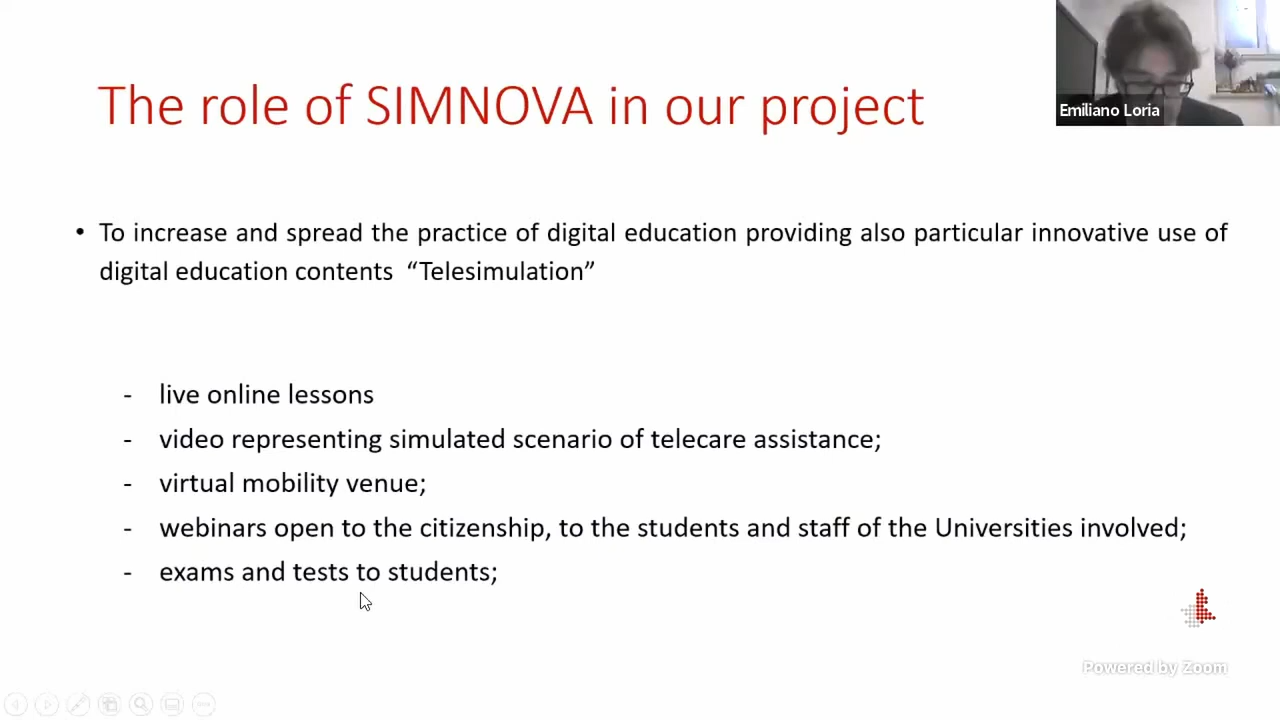 The role of SIMNOVA in our project
Emiliano Loria
• To increase and spread the practice of digital education providing also particular innovative use of
digital education contents “Telesimulation”
- live online lessons
- video representing simulated scenario of telecare assistance;
- virtual mobility venue;
- webinars open to the citizenship, to the students and staff of the Universities involved;
- exams and tests to students;
Powered by Zoom